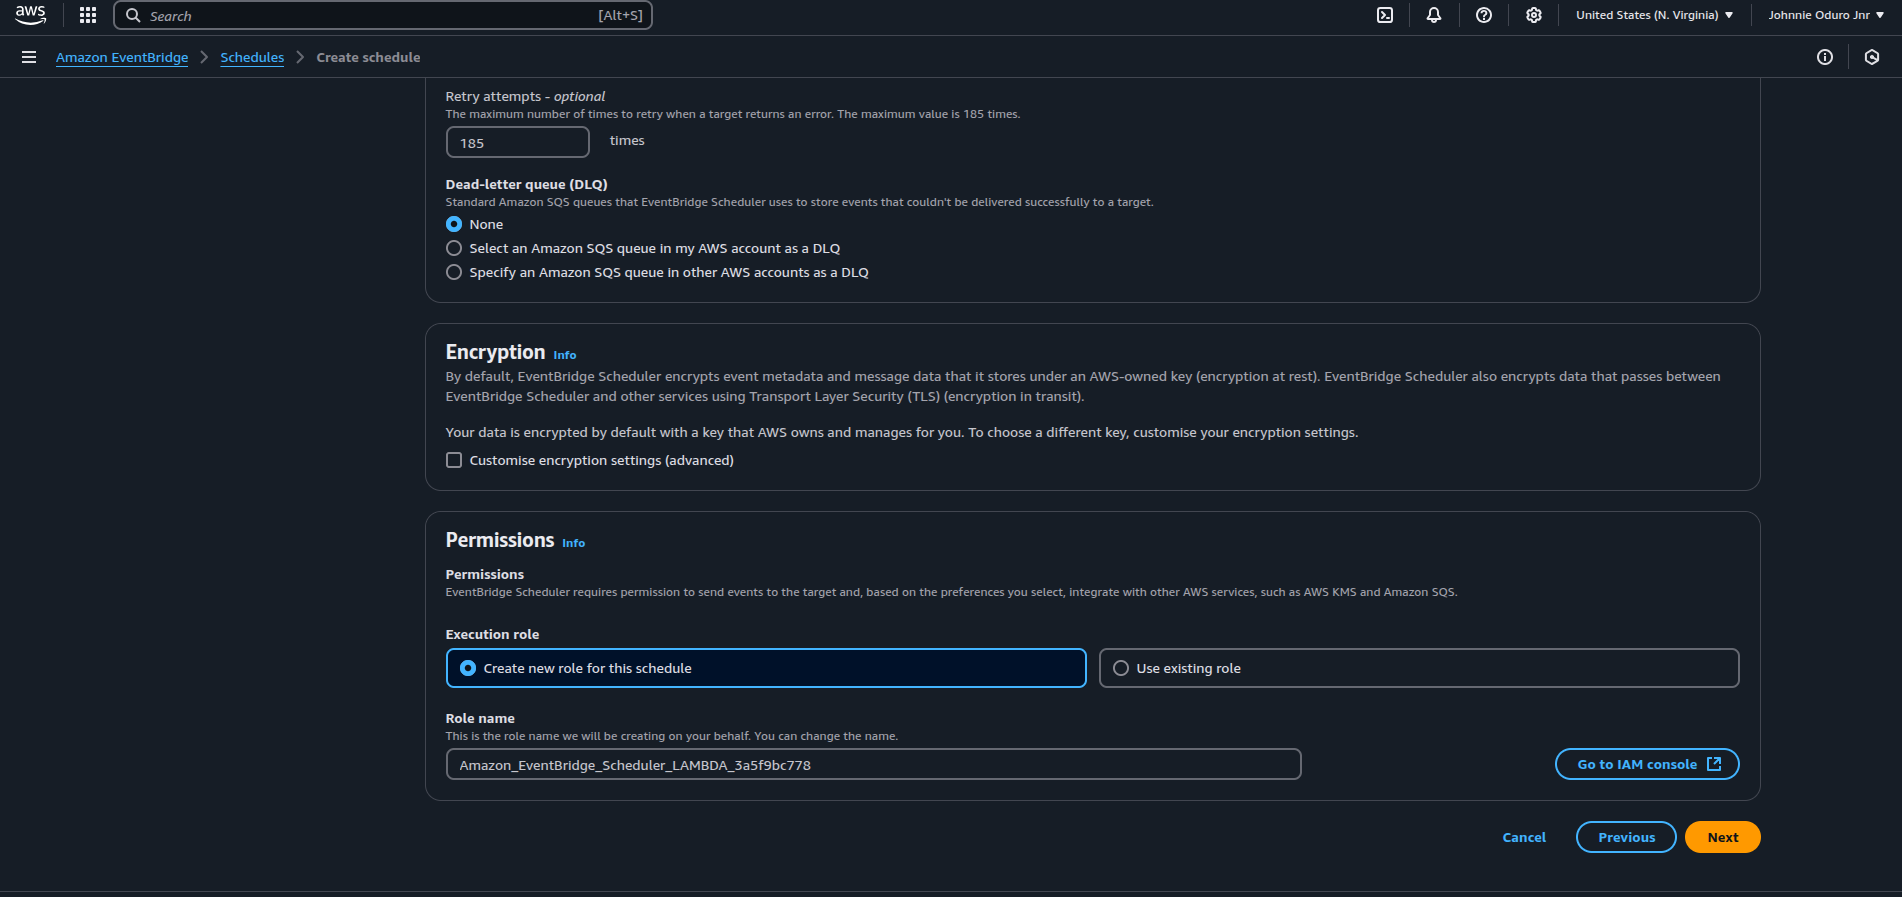 aws
Search [Alt+S] United States (N. Virginia) Johnnie Oduro Jnr
Amazon EventBridge Schedules Create schedule
Retry attempts - optional
The maximum number of times to retry when a target returns an error. The maximum value is 185 times.
185 times
Dead-letter queue (DLQ)
Standard Amazon SQS queues that EventBridge Scheduler uses to store events that couldn't be delivered successfully to a target.
None
Select an Amazon SQS queue in my AWS account as a DLQ
Specify an Amazon SQS queue in other AWS accounts as a DLQ
Encryption Info
By default, EventBridge Scheduler encrypts event metadata and message data that it stores under an AWS-owned key (encryption at rest). EventBridge Scheduler also encrypts data that passes between
EventBridge Scheduler and other services using Transport Layer Security (TLS) (encryption in transit).
Your data is encrypted by default with a key that AWS owns and manages for you. To choose a different key, customise your encryption settings.
Customise encryption settings (advanced)
Permissions Info
Permissions
EventBridge Scheduler requires permission to send events to the target and, based on the preferences you select, integrate with other AWS services, such as AWS KMS and Amazon SQS.
Execution role
Create new role for this schedule Use existing role
Role name
This is the role name we will be creating on your behalf. You can change the name.
Amazon_EventBridge_Scheduler_LAMBDA_3a5f9bc778 Go to IAM console
Cancel Previous Next